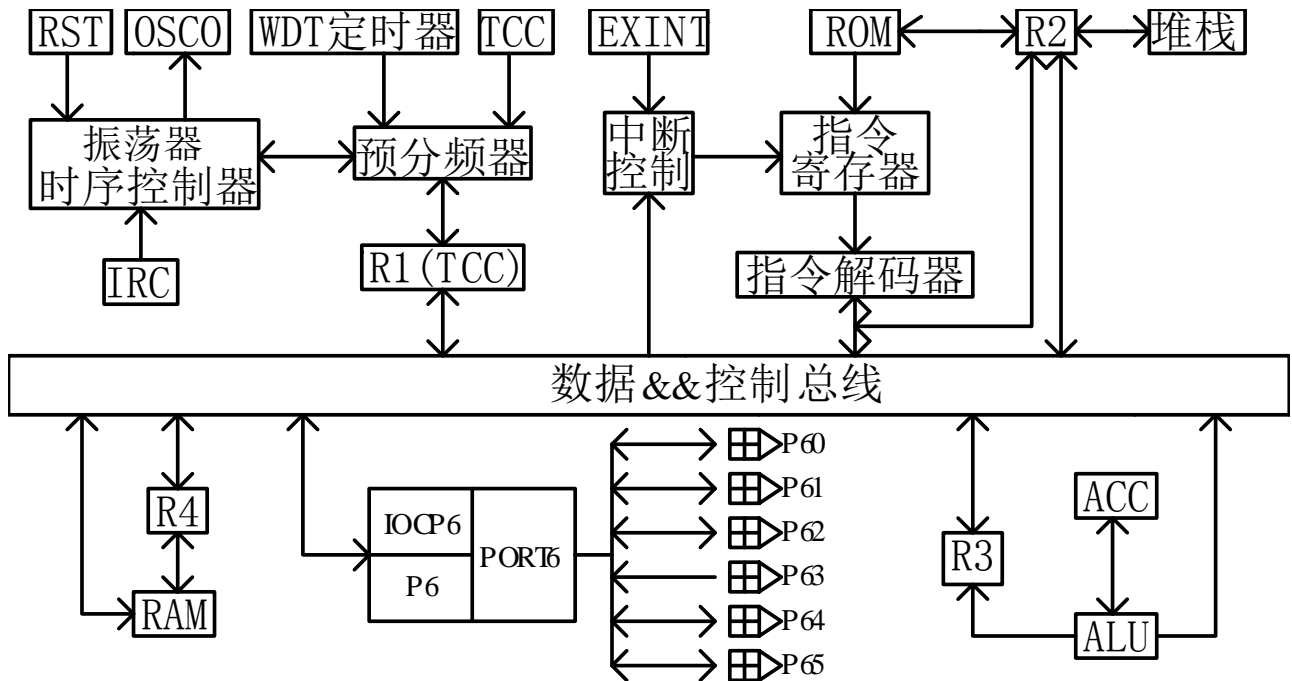 RST
OSCO
WDT定时器
TCC
EXINT
ROM
R2
堆栈
振荡器
时序控制器
预分频器
中断
控制
指令
寄存器
IRC
R1(TCC)
指令解码器
数据&&控制总线
R4
RAM
IOCP6
P6
PORT6
P60
P61
P62
P63
P64
P65
R3
ACC
ALU